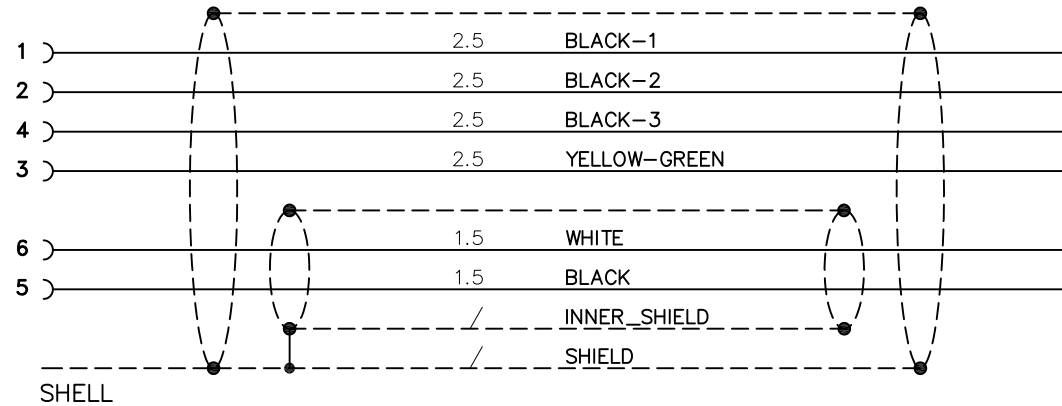 1 2.5 BLACK-1
2 2.5 BLACK-2
4 2.5 BLACK-3
3 2.5 YELLOW-GREEN
6 1.5 WHITE
5 1.5 BLACK
/ INNER_SHIELD
/ SHIELD
SHELL